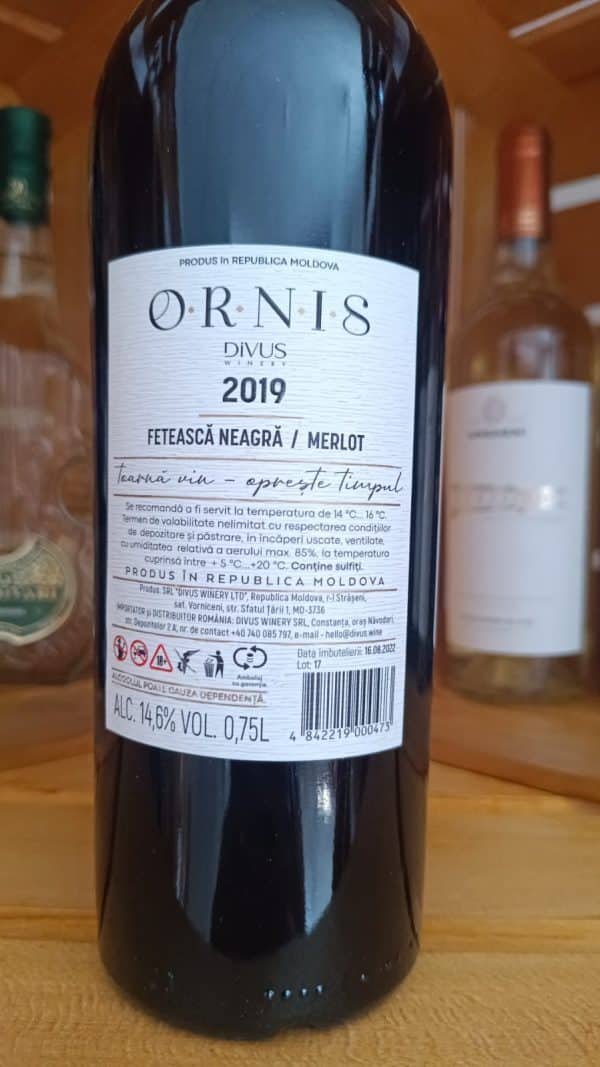 PRODUS în REPUBLICA MOLDOVA
O·R·N·I·S
DiVUS
WINERY
2019
FETEASCĂ NEAGRĂ / MERLOT
toarnă vin – oprește timpul
Se recomandă a fi servit la temperatura de 14 °C... 16 °C.
Termen de valabilitate nelimitat cu respectarea condițiilor
de depozitare și păstrare, în încăperi uscate, ventilate,
cu umiditatea relativă a aerului max. 85%, la temperatura
cuprinsă între + 5 °C...+20 °C. Conține sulfiți.
PRODUS ÎN REPUBLICA MOLDOVA
Produs: SRL "DIVUS WINERY LTD", Republica Moldova, r-l Strășeni,
sat. Vorniceni, str. Sfatul Țării 1, MD-3736
IMPORTATOR și DISTRIBUITOR ROMÂNIA: DIVUS WINERY SRL, Constanța, oraș Năvodari,
str. Depozitelor 2 A, nr. de contact +40 740 085 797, e-mail - hello@divus.wine
18+
Ambalaj
cu garanție
Data îmbutelierii: 16.08.2022
Lot: 17
ALCOOLUL POATE CAUZA DEPENDENȚĂ.
ALC. 14,6% VOL. 0,75L
4 842219 000473